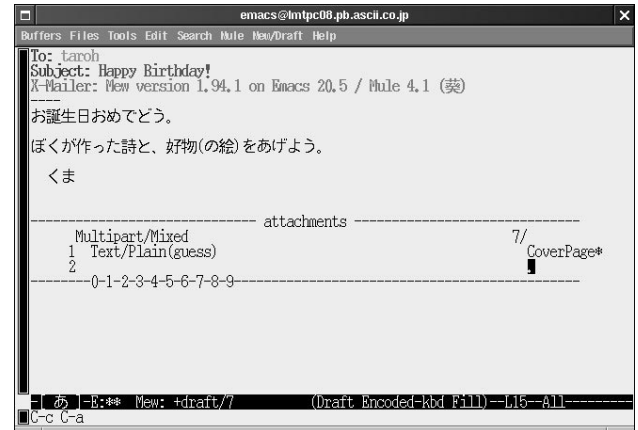 emacs@lmtpc08.pb.ascii.co.jp
Buffers Files Tools Edit Search Mule Mew/Draft Help
To: taroh
Subject: Happy Birthday!
X-Mailer: Mew version 1.94.1 on Emacs 20.5 / Mule 4.1 (葵)
----
お誕生日おめでどう。
ぼくが作った詩と、好物(の絵)をあげよう。
くま
------------------------------ attachments ------------------------------
Multipart/Mixed 7/
1 Text/Plain(guess) CoverPage*
2 .
--------0-1-2-3-4-5-6-7-8-9----------------------------------------------
-[ あ ]-E:** Mew: +draft/7 (Draft Encoded-kbd Fill)--L15--All---------
C-c C-a